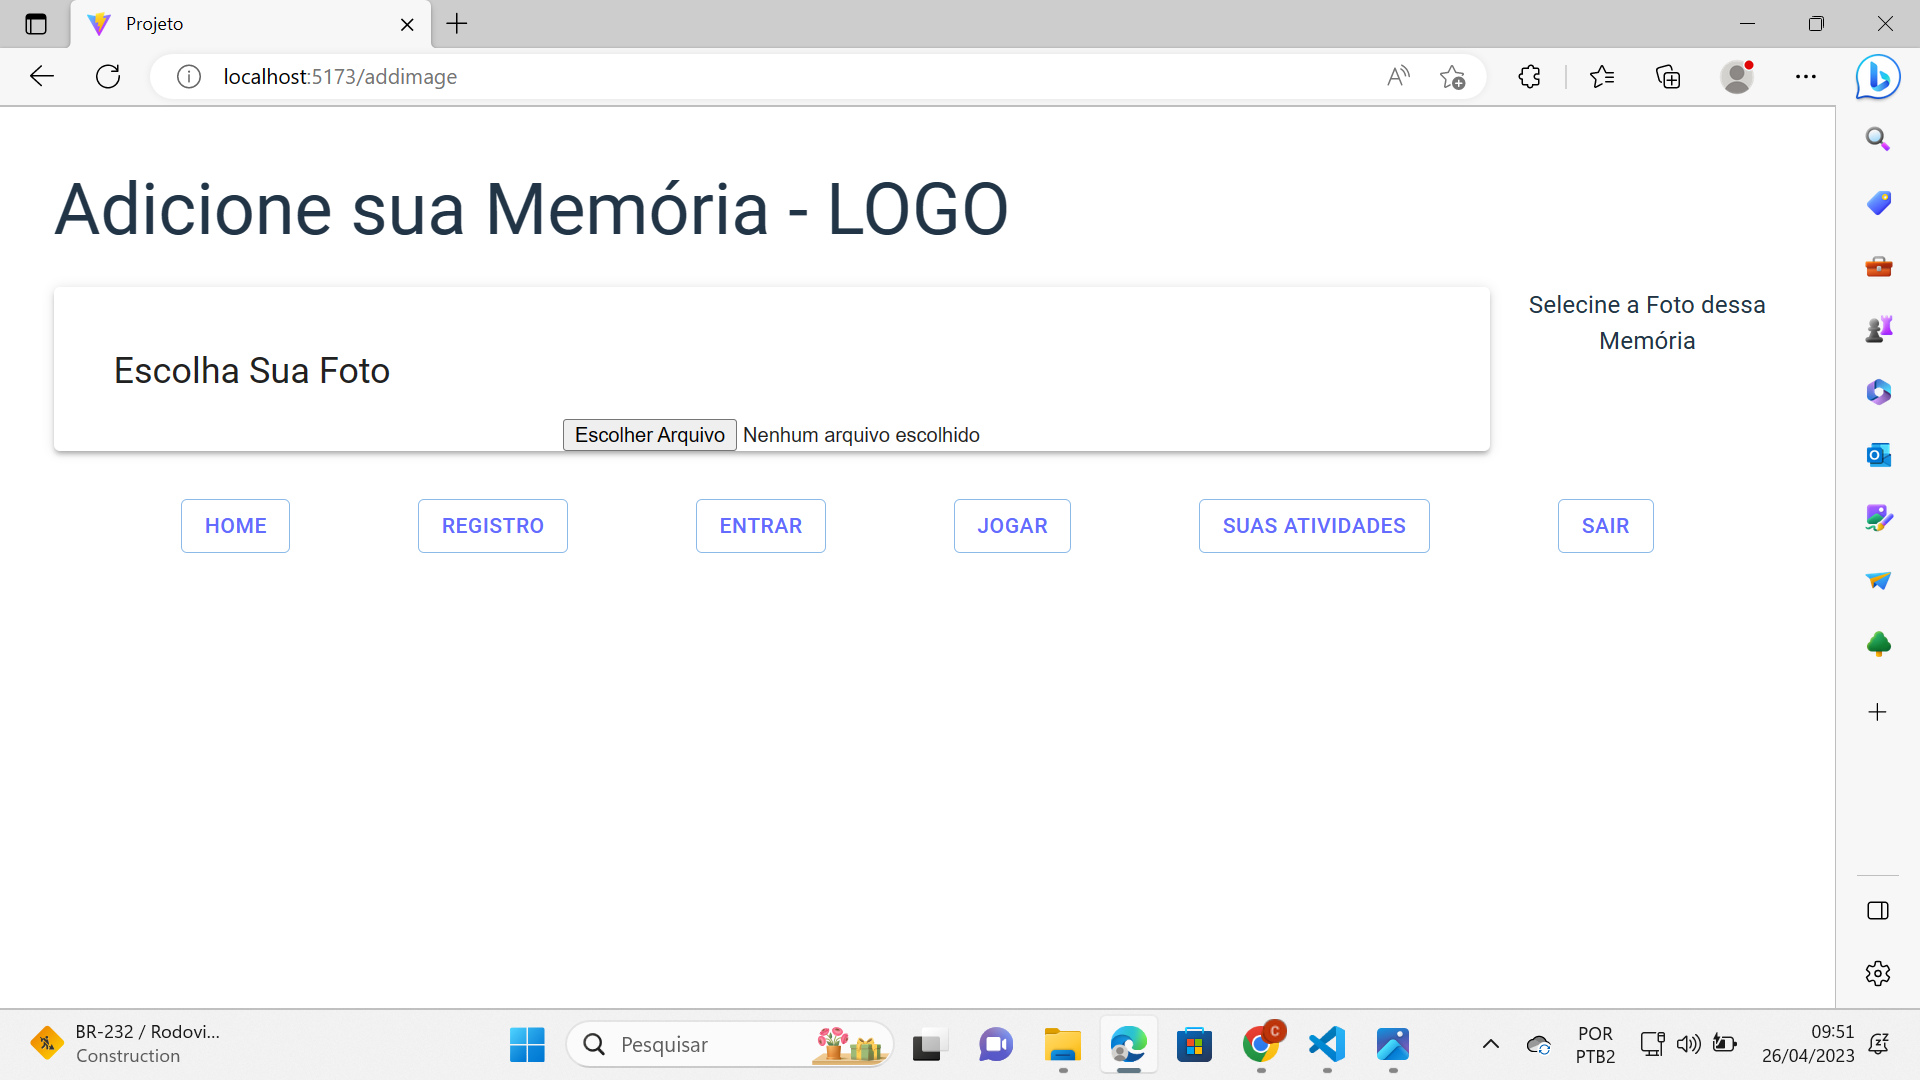 Projeto
localhost:5173/addimage
Adicione sua Memória - LOGO
Escolha Sua Foto
Escolher Arquivo Nenhum arquivo escolhido
Selecine a Foto dessa
Memória
HOME REGISTRO ENTRAR JOGAR SUAS ATIVIDADES SAIR
BR-232 / Rodovi...
Construction
Pesquisar
C
POR
PTB2
09:51
26/04/2023